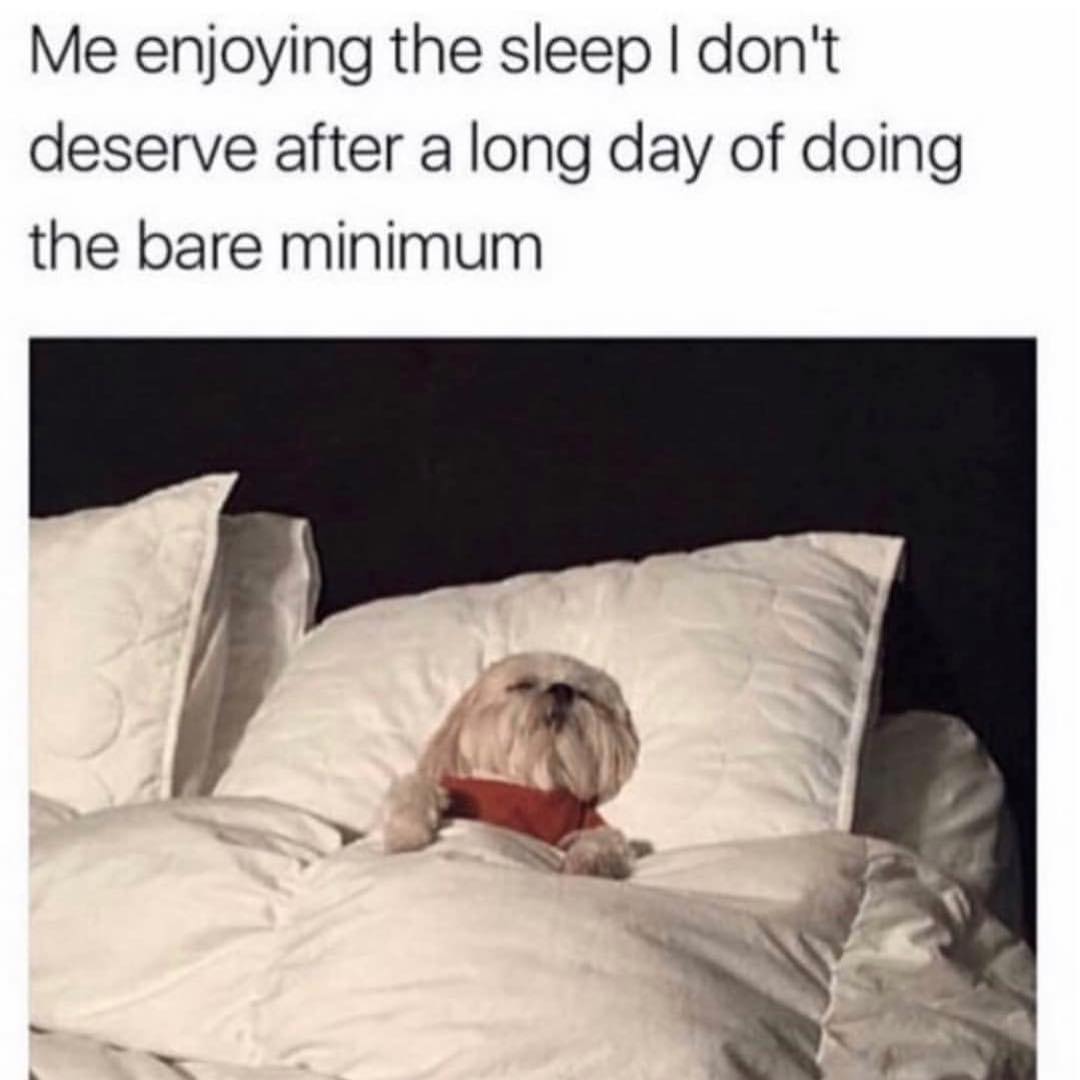 Me enjoying the sleep I don't
deserve after a long day of doing
the bare minimum